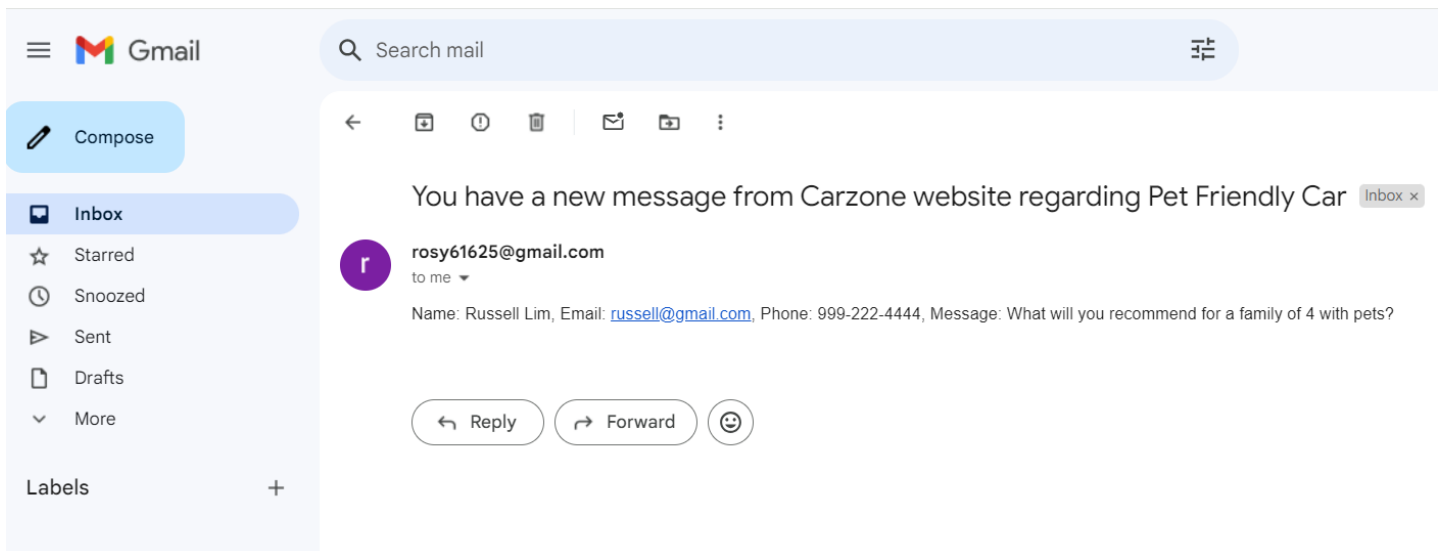 Gmail
Search mail
Compose
Inbox
Starred
Snoozed
Sent
Drafts
More
Labels
You have a new message from Carzone website regarding Pet Friendly Car Inbox x
r
rosy61625@gmail.com
to me
Name: Russell Lim, Email: russell@gmail.com, Phone: 999-222-4444, Message: What will you recommend for a family of 4 with pets?
Reply Forward